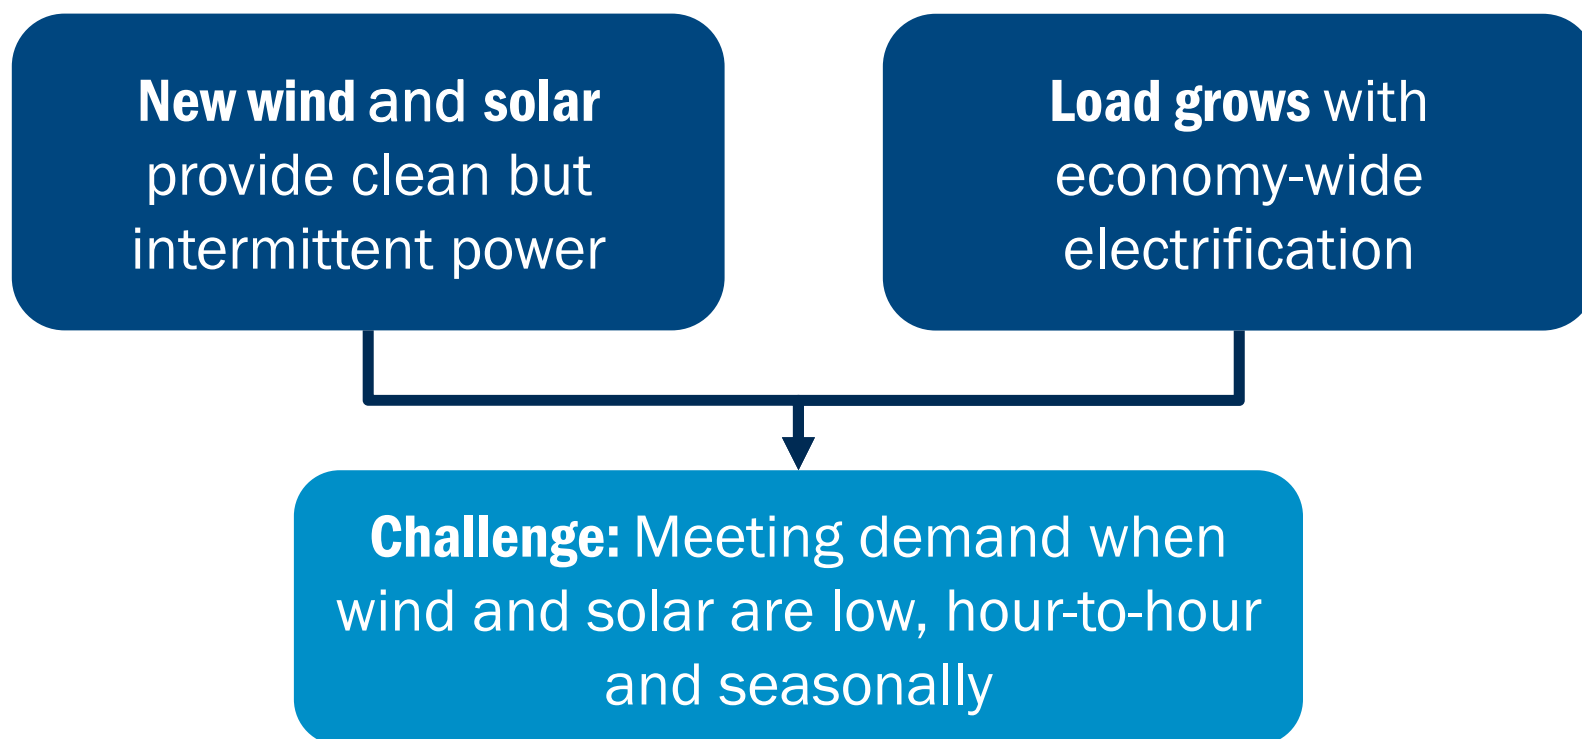 New wind and solar
provide clean but
intermittent power
Load grows with
economy-wide
electrification
Challenge: Meeting demand when
wind and solar are low, hour-to-hour
and seasonally